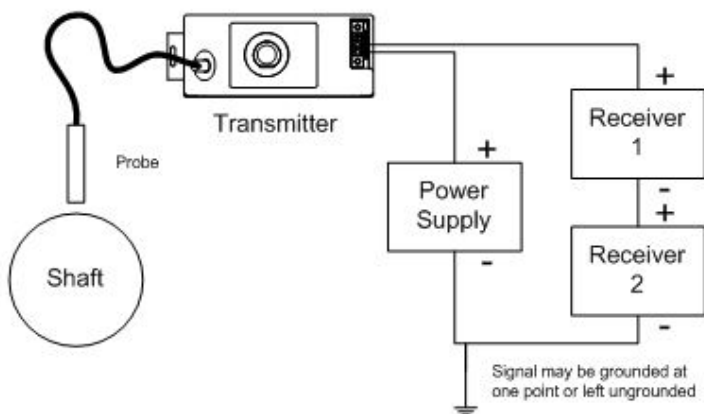 Transmitter
Probe
Shaft
+
Power
Supply
-
+
Receiver
1
-
+
Receiver
2
-
Signal may be grounded at
one point or left ungrounded